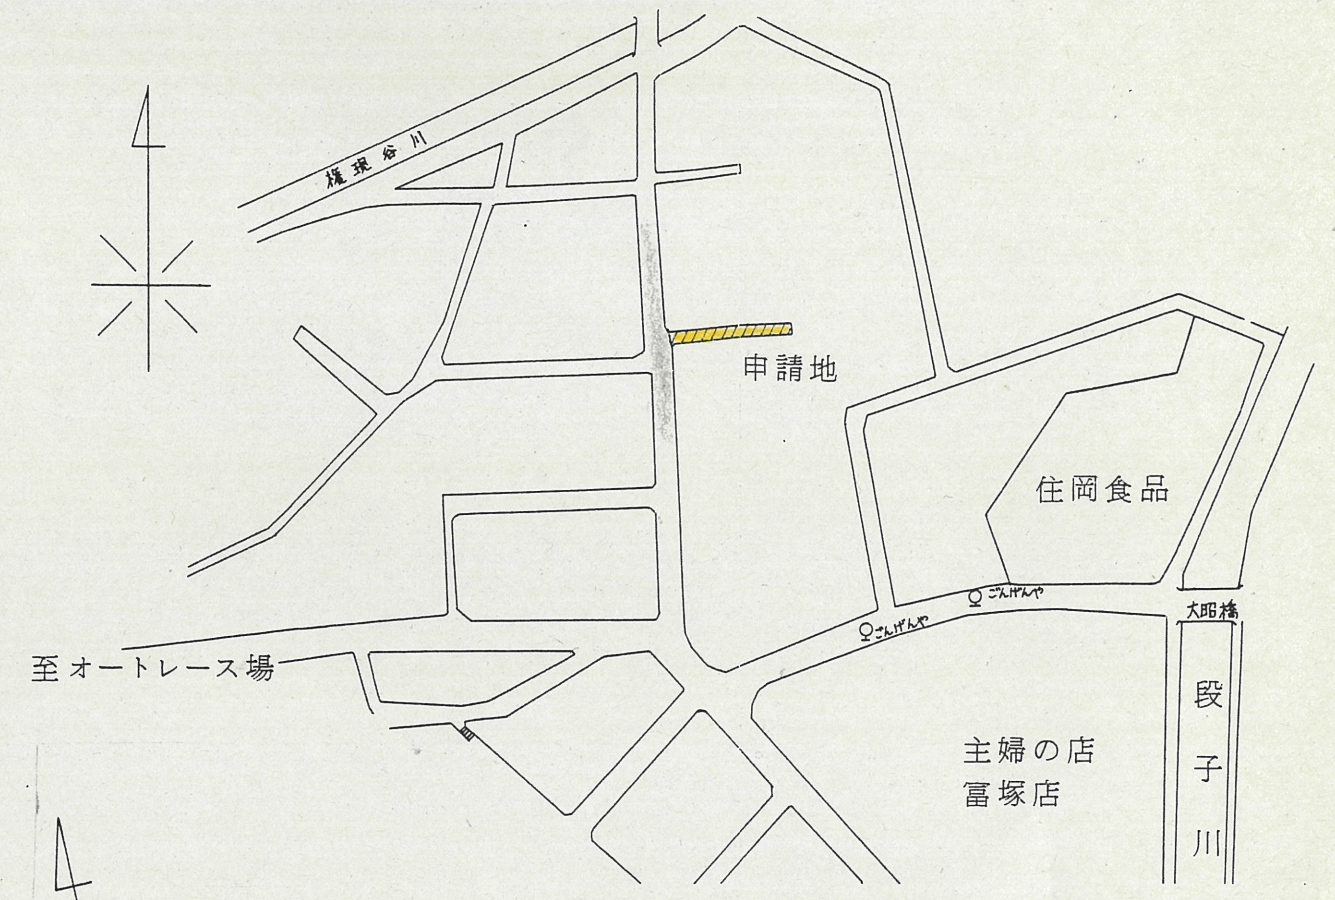 権現谷川
申請地
住岡食品
ごんげんや
ごんげんや
大昭橋
至オートレース場
段子川
主婦の店
冨塚店